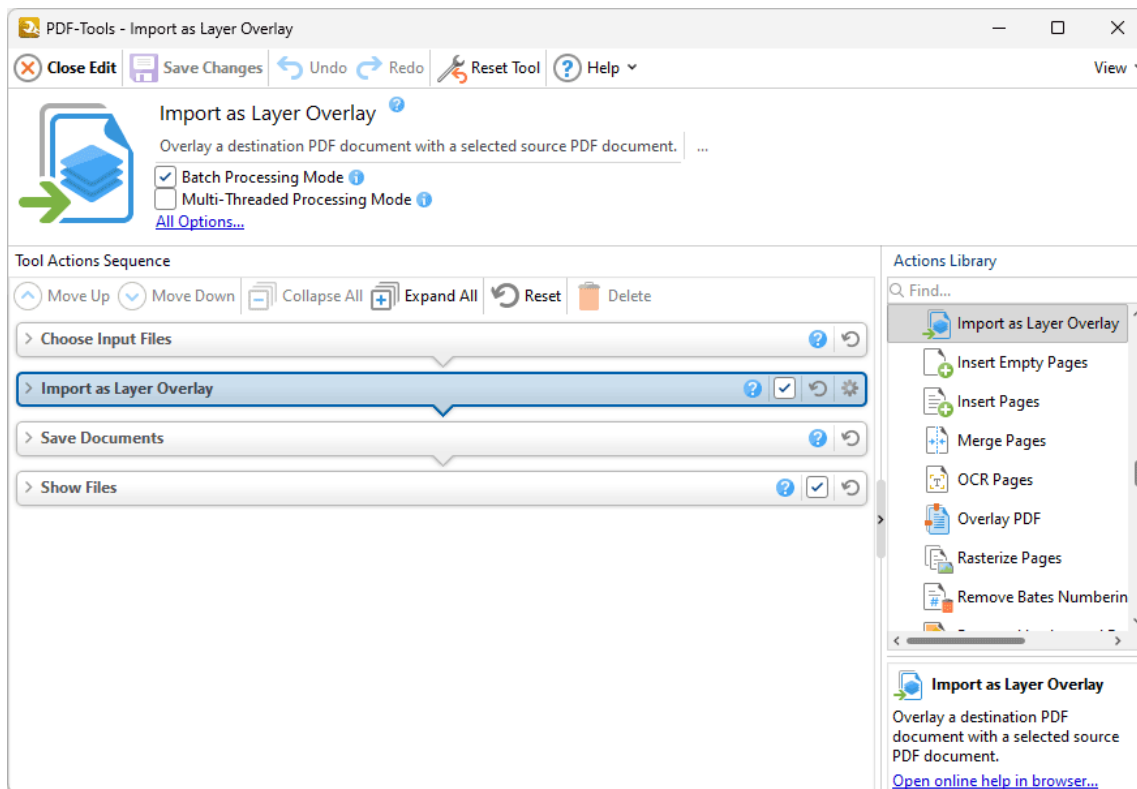 PDF-Tools - Import as Layer Overlay
Close Edit Save Changes Undo Redo Reset Tool ? Help View
Import as Layer Overlay ?
Overlay a destination PDF document with a selected source PDF document. ...
Batch Processing Mode i
Multi-Threaded Processing Mode i
All Options...
Tool Actions Sequence
Move Up Move Down Collapse All Expand All Reset Delete
Choose Input Files ?
Import as Layer Overlay ?
Save Documents ?
Show Files ?
Actions Library
Find...
Import as Layer Overlay
Insert Empty Pages
Insert Pages
Merge Pages
OCR Pages
Overlay PDF
Rasterize Pages
Remove Bates Numberin
Import as Layer Overlay
Overlay a destination PDF
document with a selected source
PDF document.
Open online help in browser...